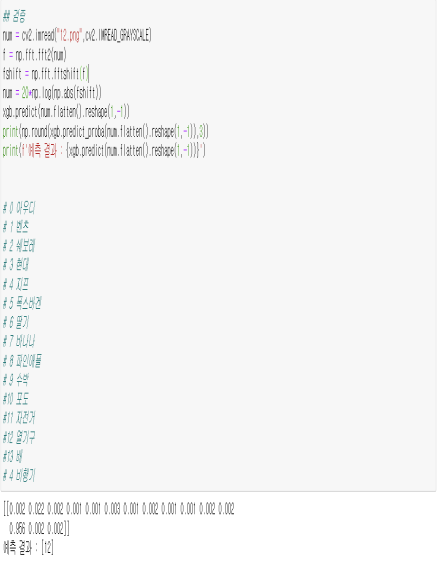 ## 검증
num = cv2.imread("12.png",cv2.IMREAD_GRAYSCALE)
f = np.fft.fft2(num)
fshift = np.fft.fftshift(f)
num = 20*np.log(np.abs(fshift))
xgb.predict(num.flatten().reshape(1,-1))
print(np.round(xgb.predict_proba(num.flatten().reshape(1,-1)),3))
print(f'예측 결과 : {xgb.predict(num.flatten().reshape(1,-1))}')
# 0 아우디
# 1 벤츠
# 2 쉐보레
# 3 현대
# 4 지프
# 5 폭스바겐
# 6 딸기
# 7 바나나
# 8 파인애플
# 9 수박
#10 포도
#11 자전거
#12 열기구
#13 배
# 4 비행기
[[0.002 0.022 0.002 0.001 0.001 0.003 0.001 0.002 0.001 0.001 0.002 0.002
0.956 0.002 0.002]]
예측 결과 : [12]